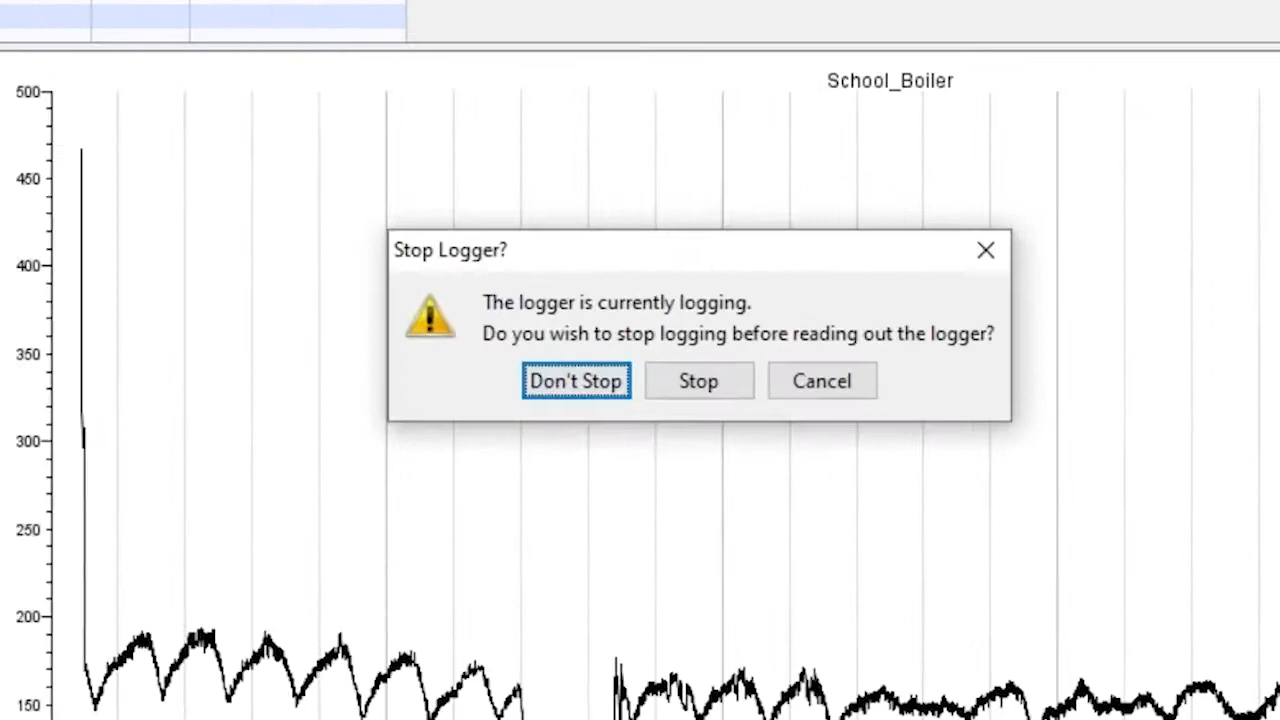 School_Boiler
500
450
400
350
300
250
200
150
Stop Logger?
The logger is currently logging.
Do you wish to stop logging before reading out the logger?
Don't Stop
Stop
Cancel